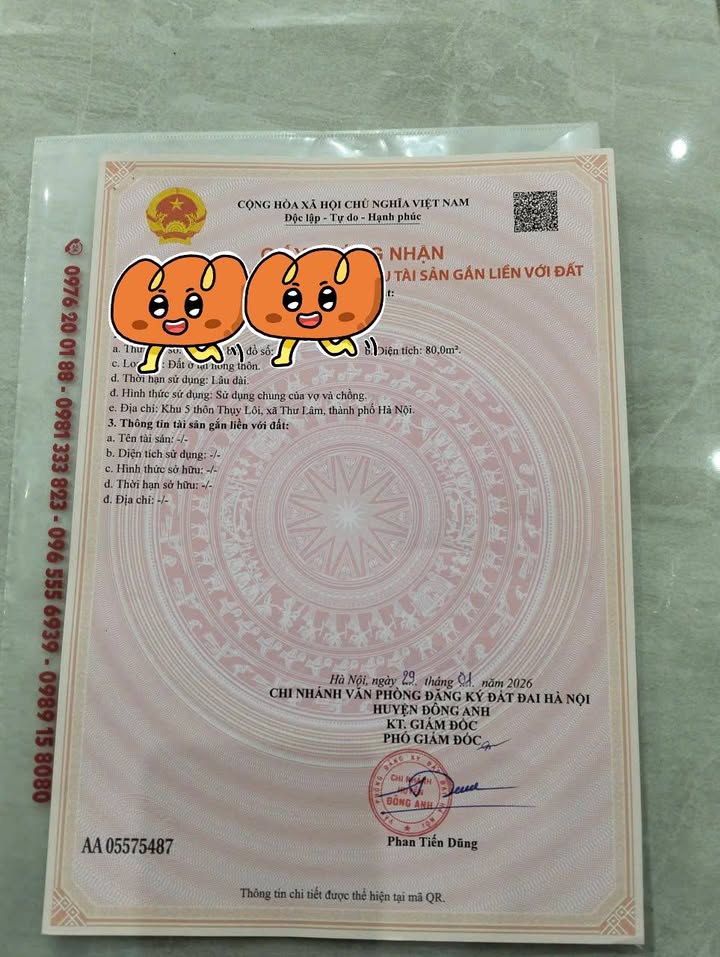 CỘNG HÒA XÃ HỘI CHỦ NGHĨA VIỆT NAM
Độc lập - Tự do - Hạnh phúc
NHẬN
TÀI SẢN GẮN LIỀN VỚI ĐẤT
a. số: đồ số: Diện tích: 80,0m².
c. Đất ở tại nông thôn.
d. Thời hạn sử dụng: Lâu dài.
đ. Hình thức sử dụng: Sử dụng chung của vợ và chồng.
e. Địa chỉ: Khu 5 thôn Thụy Lôi, xã Thư Lâm, thành phố Hà Nội.
3. Thông tin tài sản gắn liền với đất:
a. Tên tài sản: -/-
b. Diện tích sử dụng: -/-
c. Hình thức sở hữu: -/-
d. Thời hạn sở hữu: -/-
đ. Địa chỉ: -/-
Hà Nội, ngày 29 tháng 01 năm 2026
CHI NHÁNH VĂN PHÒNG ĐĂNG KÝ ĐẤT ĐAI HÀ NỘI
HUYỆN ĐÔNG ANH
KT. GIÁM ĐỐC
PHÓ GIÁM ĐỐC
CHI NHÁNH
HUYỆN
ĐÔNG ANH
Phan Tiến Dũng
AA 05575487
Thông tin chi tiết được thể hiện tại mã QR.
0976 20 01 88 - 0981 333 823 - 096 555 6939 - 0989 15 8080